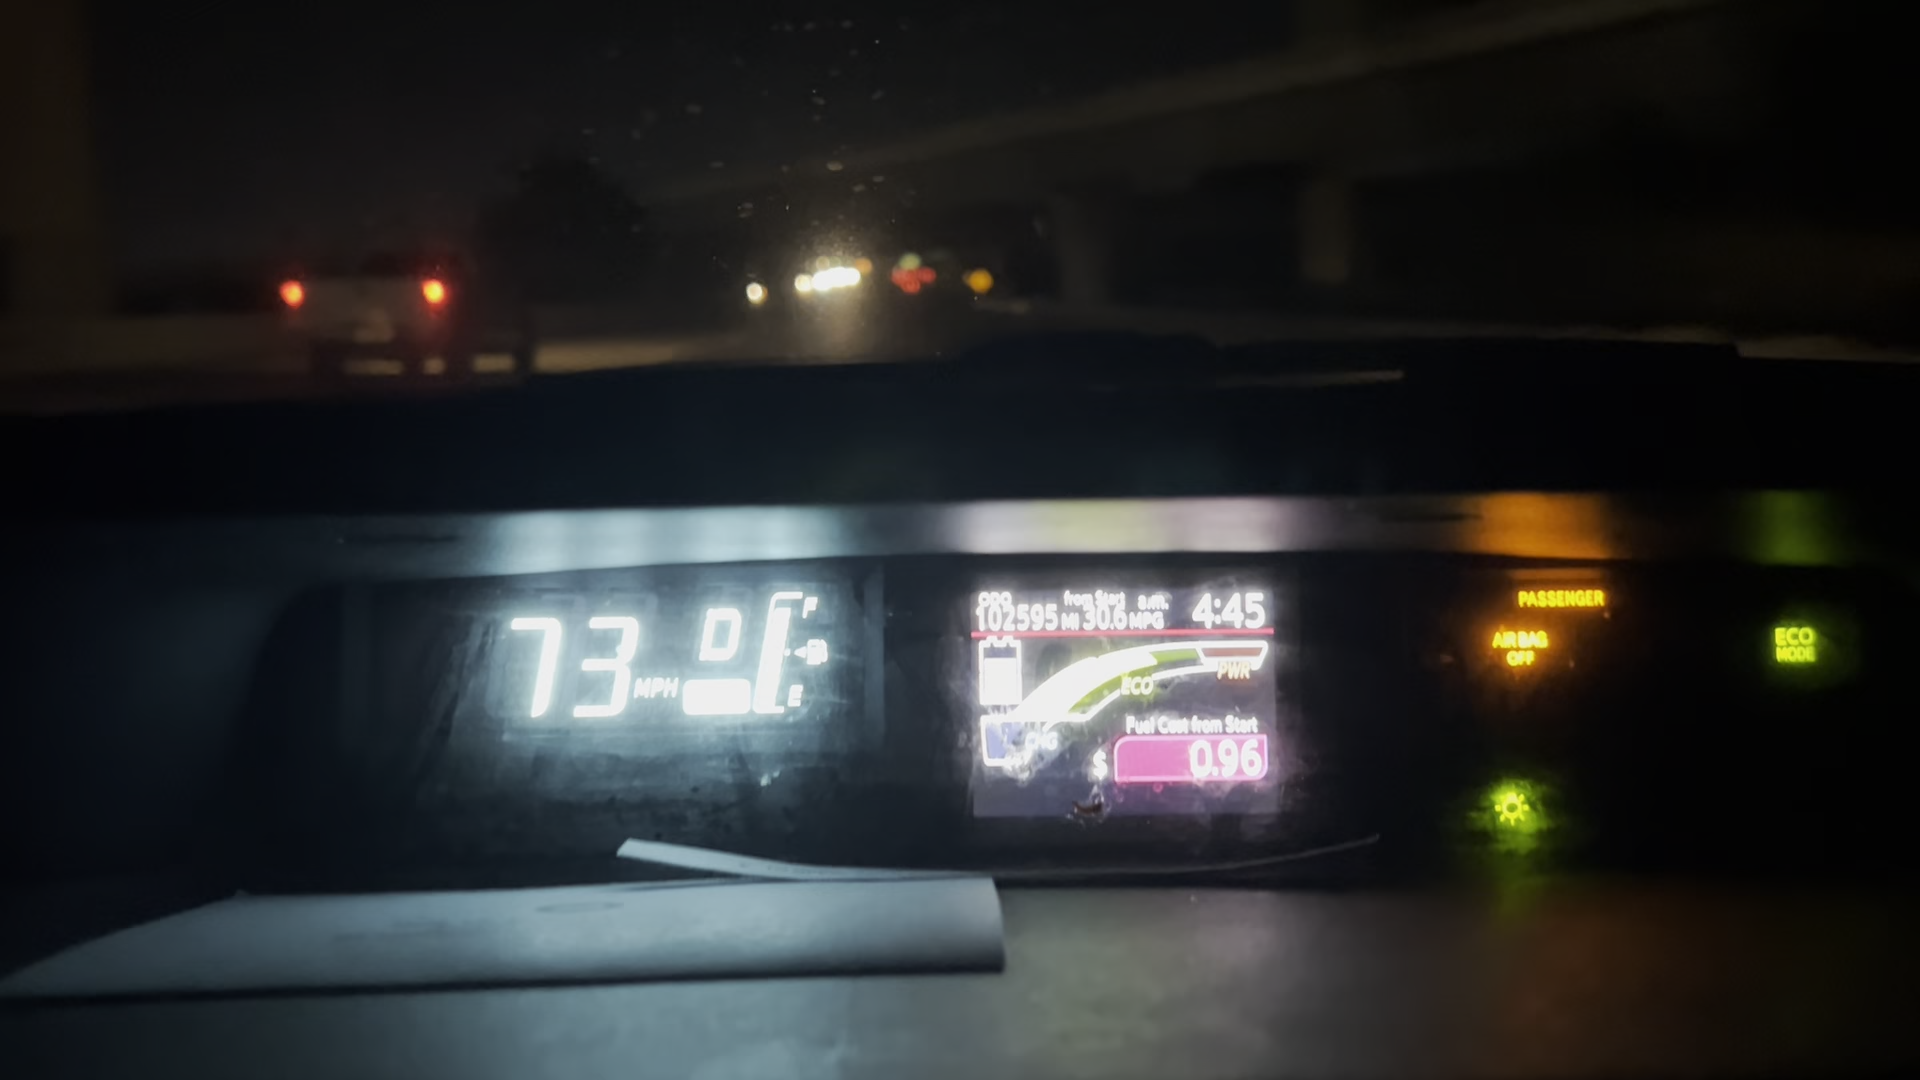 73 MPH D F
E
ODO from Start a.m.
102595 MI 30.6 MPG 4:45
PWR
ECO
Fuel Cost from Start
CHG
$ 0.96
PASSENGER
AIR BAG
OFF
ECO
MODE